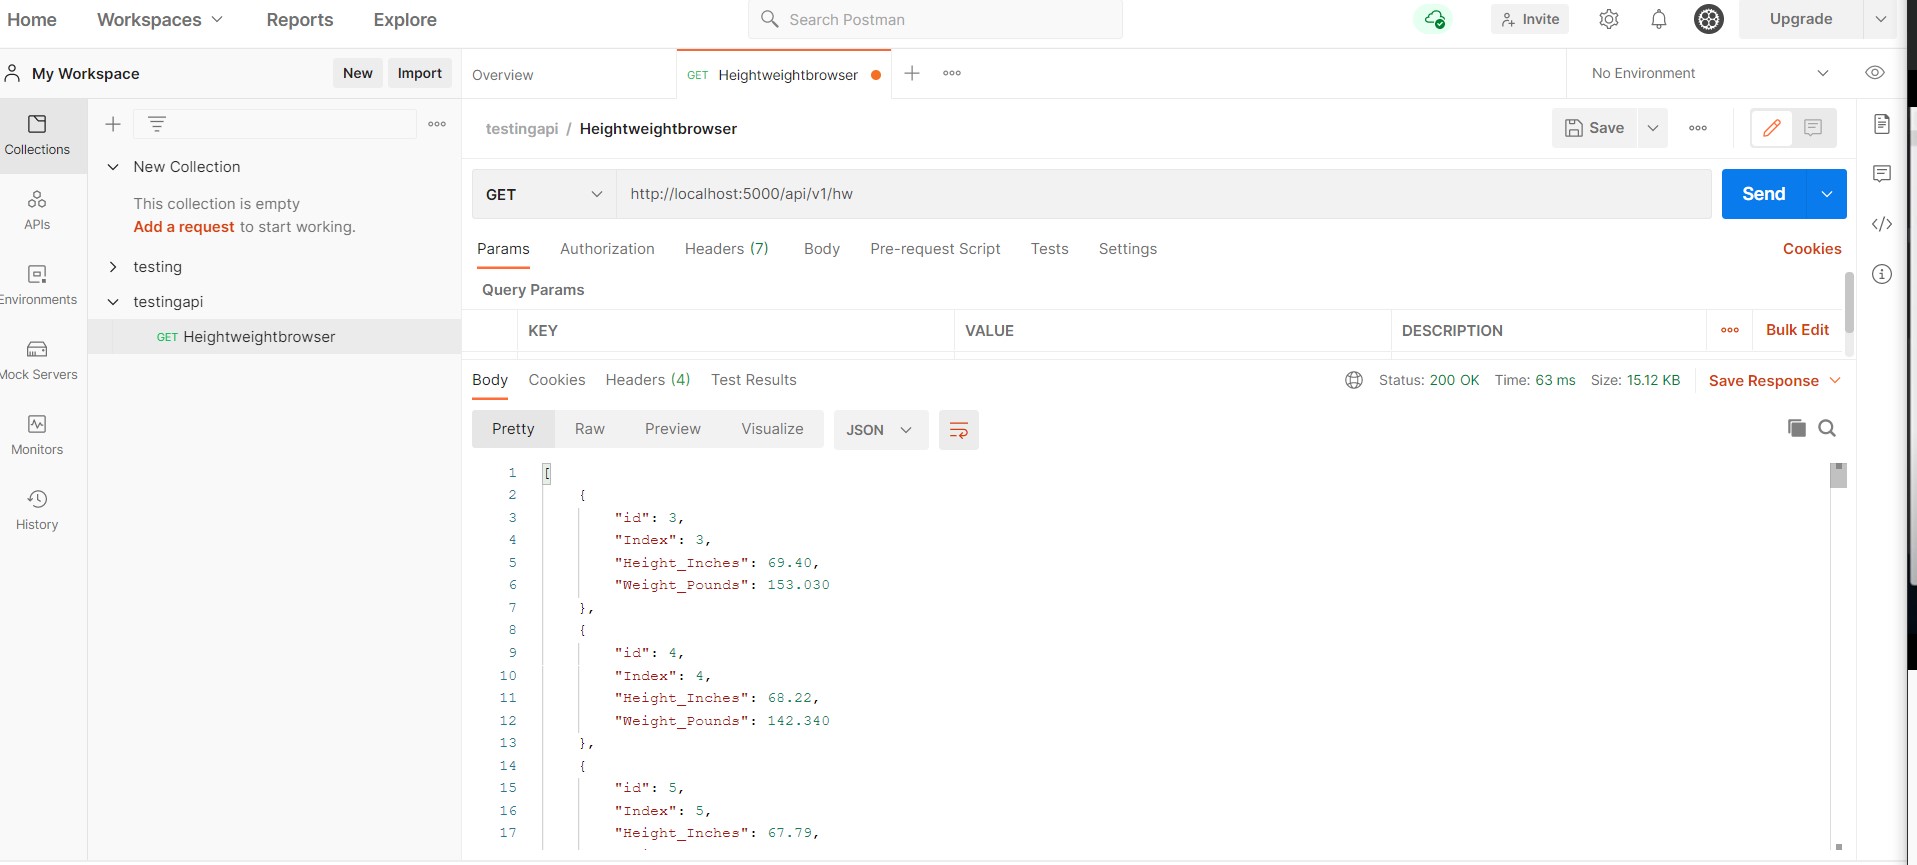 Home Workspaces Reports Explore Search Postman Invite Upgrade
My Workspace New Import Overview GET Heightweightbrowser No Environment
Collections
APIs
Environments
Mock Servers
Monitors
History
New Collection
This collection is empty
Add a request to start working.
testing
testingapi
GET Heightweightbrowser
testingapi / Heightweightbrowser Save
GET http://localhost:5000/api/v1/hw Send
Params Authorization Headers (7) Body Pre-request Script Tests Settings Cookies
Query Params
KEY VALUE DESCRIPTION Bulk Edit
Body Cookies Headers (4) Test Results Status: 200 OK Time: 63 ms Size: 15.12 KB Save Response
Pretty Raw Preview Visualize JSON
1 [
2 {
3 "id": 3,
4 "Index": 3,
5 "Height_Inches": 69.40,
6 "Weight_Pounds": 153.030
7 },
8 {
9 "id": 4,
10 "Index": 4,
11 "Height_Inches": 68.22,
12 "Weight_Pounds": 142.340
13 },
14 {
15 "id": 5,
16 "Index": 5,
17 "Height_Inches": 67.79,